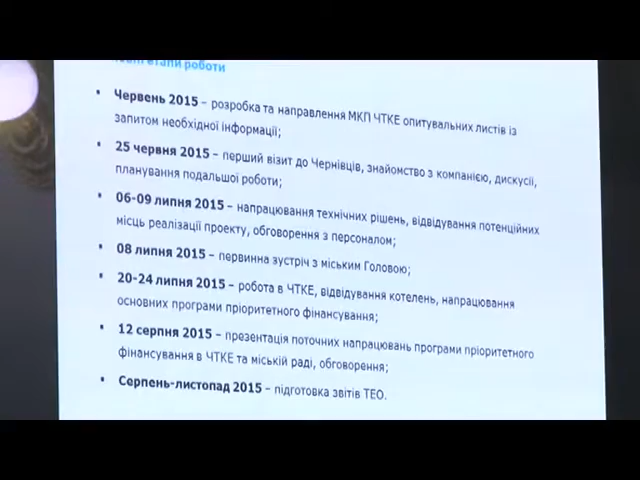 етапи роботи
• Червень 2015 – розробка та направлення МКП ЧТКЕ опитувальних листів із
запитом необхідної інформації;
• 25 червня 2015 – перший візит до Чернівців, знайомство з компанією, дискусії,
планування подальшої роботи;
• 06-09 липня 2015 – напрацювання технічних рішень, відвідування потенційних
місць реалізації проекту, обговорення з персоналом;
• 08 липня 2015 – первинна зустріч з міським Головою;
• 20-24 липня 2015 – робота в ЧТКЕ, відвідування котелень, напрацювання
основних програми пріоритетного фінансування;
• 12 серпня 2015 – презентація поточних напрацювань програми пріоритетного
фінансування в ЧТКЕ та міській раді, обговорення;
• Серпень-листопад 2015 – підготовка звітів ТЕО.